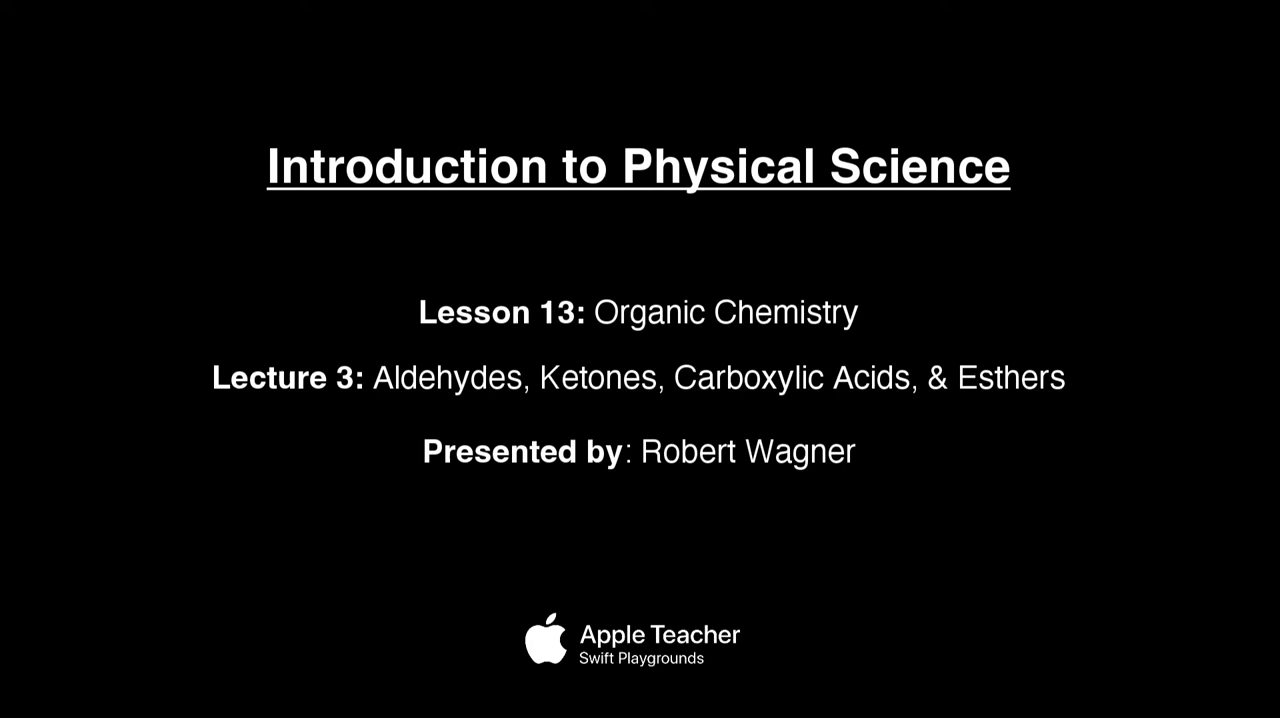 Introduction to Physical Science
Lesson 13: Organic Chemistry
Lecture 3: Aldehydes, Ketones, Carboxylic Acids, & Esthers
Presented by: Robert Wagner
Apple Teacher
Swift Playgrounds